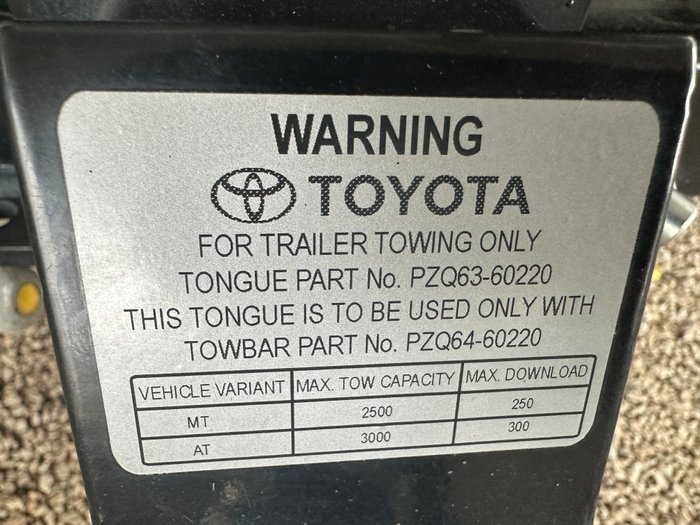 WARNING
TOYOTA
FOR TRAILER TOWING ONLY
TONGUE PART No. PZQ63-60220
THIS TONGUE IS TO BE USED ONLY WITH
TOWBAR PART No. PZQ64-60220
VEHICLE VARIANT MAX. TOW CAPACITY MAX. DOWNLOAD
MT 2500 250
AT 3000 300